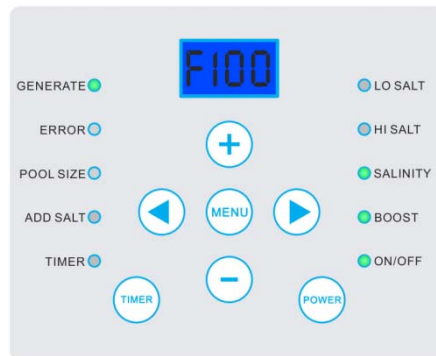 F100
GENERATE
LO SALT
ERROR
HI SALT
POOL SIZE
SALINITY
ADD SALT
MENU
BOOST
TIMER
ON/OFF
TIMER
POWER